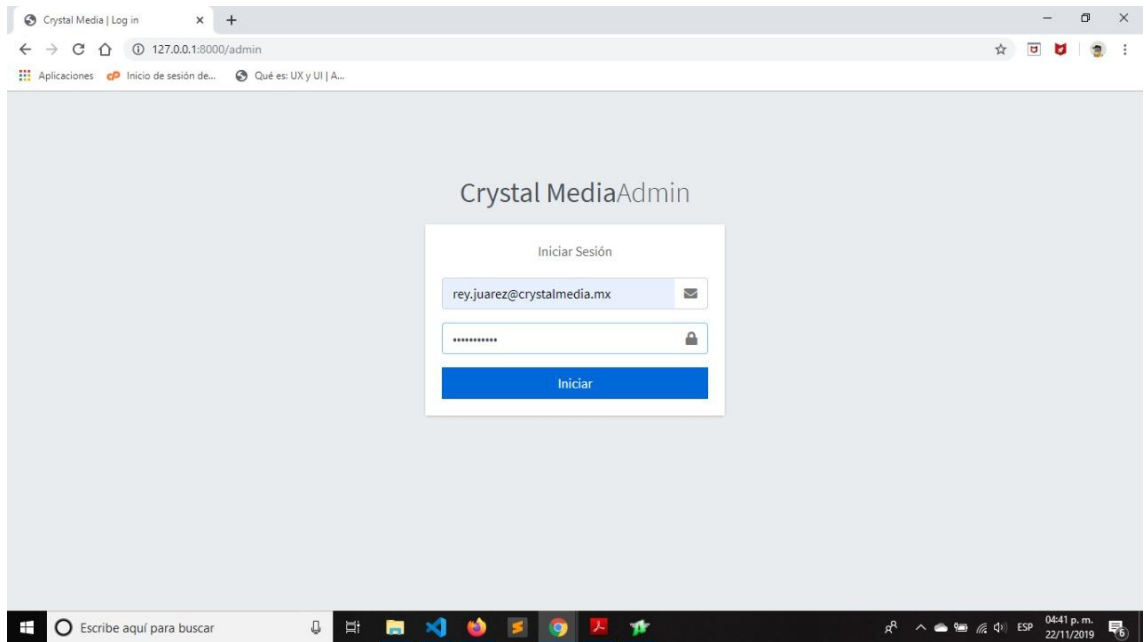 Crystal Media | Log in
127.0.0.1:8000/admin
Aplicaciones
cP Inicio de sesión de...
Qué es: UX y UI | A...
Crystal MediaAdmin
Iniciar Sesión
rey.juarez@crystalmedia.mx
Iniciar
Escribe aquí para buscar
ESP
04:41 p. m.
22/11/2019
6